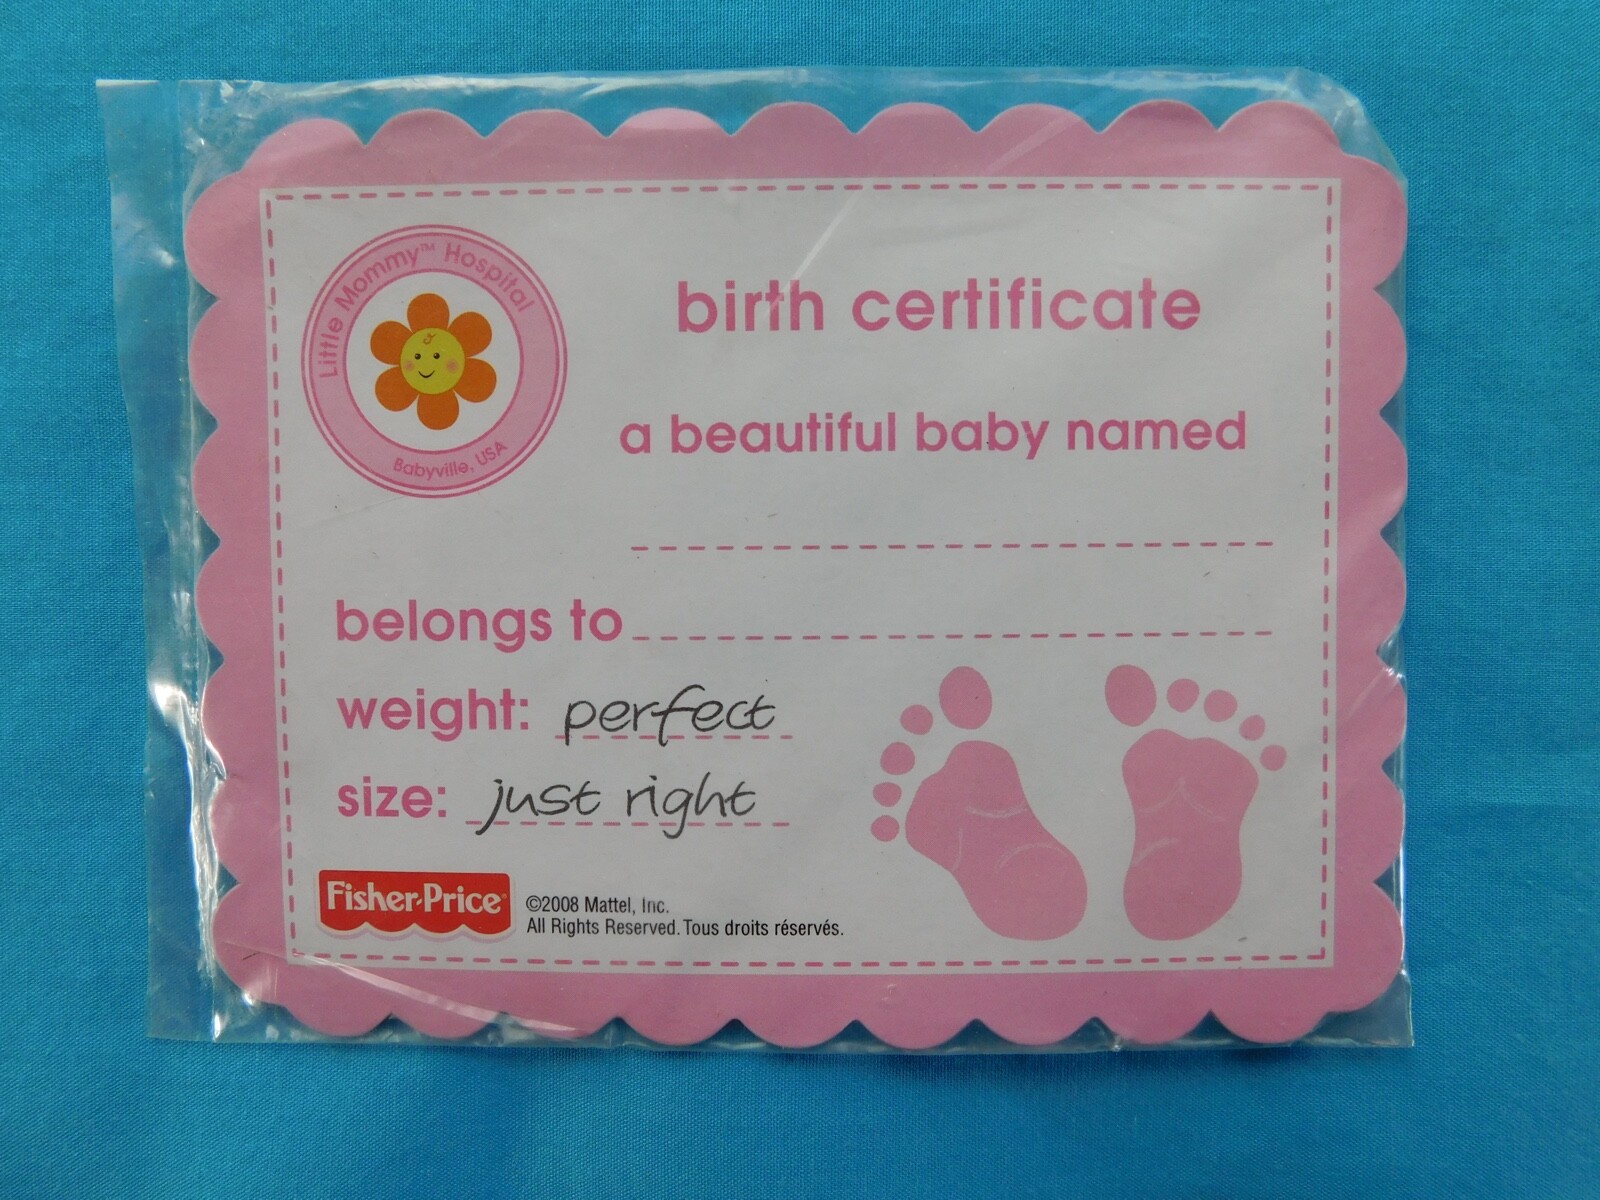 Little Mommy™ Hospital
Babyville, USA
birth certificate
a beautiful baby named
belongs to
weight: perfect
size: just right
Fisher-Price®
©2008 Mattel, Inc.
All Rights Reserved. Tous droits réservés.